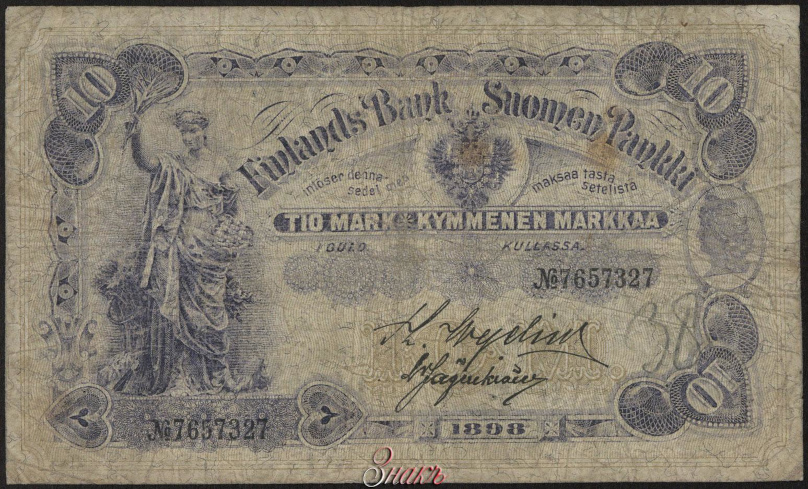 10
10
Finlands Bank Suomen Pankki
inlöser denna
sedel med
maksaa tästä
setelistä
TIO MARK KYMMENEN MARKKAA
I GULD.
KULLASSA.
№7657327
38
10
№7657327
1898
Знакъ